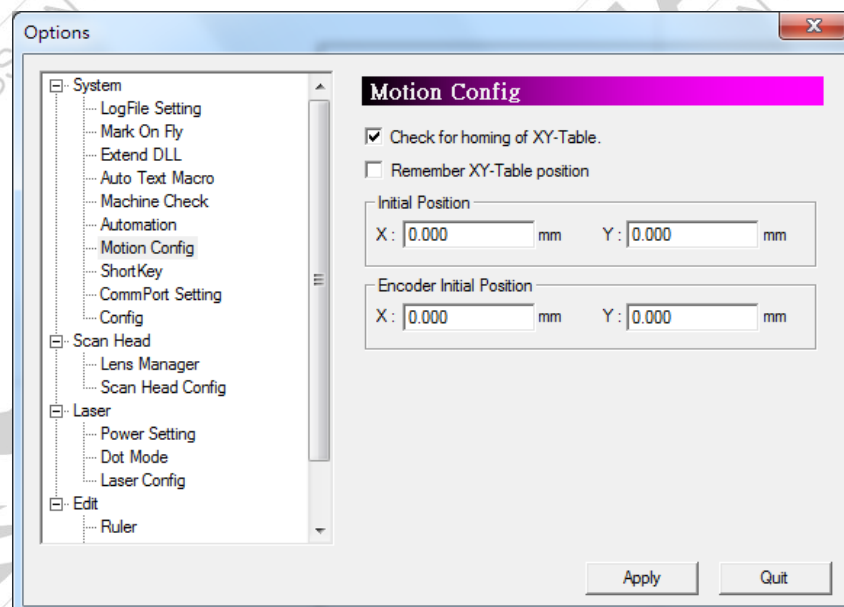 Options
System
LogFile Setting
Mark On Fly
Extend DLL
Auto Text Macro
Machine Check
Automation
Motion Config
ShortKey
CommPort Setting
Config
Scan Head
Lens Manager
Scan Head Config
Laser
Power Setting
Dot Mode
Laser Config
Edit
Ruler
Motion Config
Check for homing of XY-Table.
Remember XY-Table position
Initial Position
X : 0.000 mm Y : 0.000 mm
Encoder Initial Position
X : 0.000 mm Y : 0.000 mm
Apply Quit